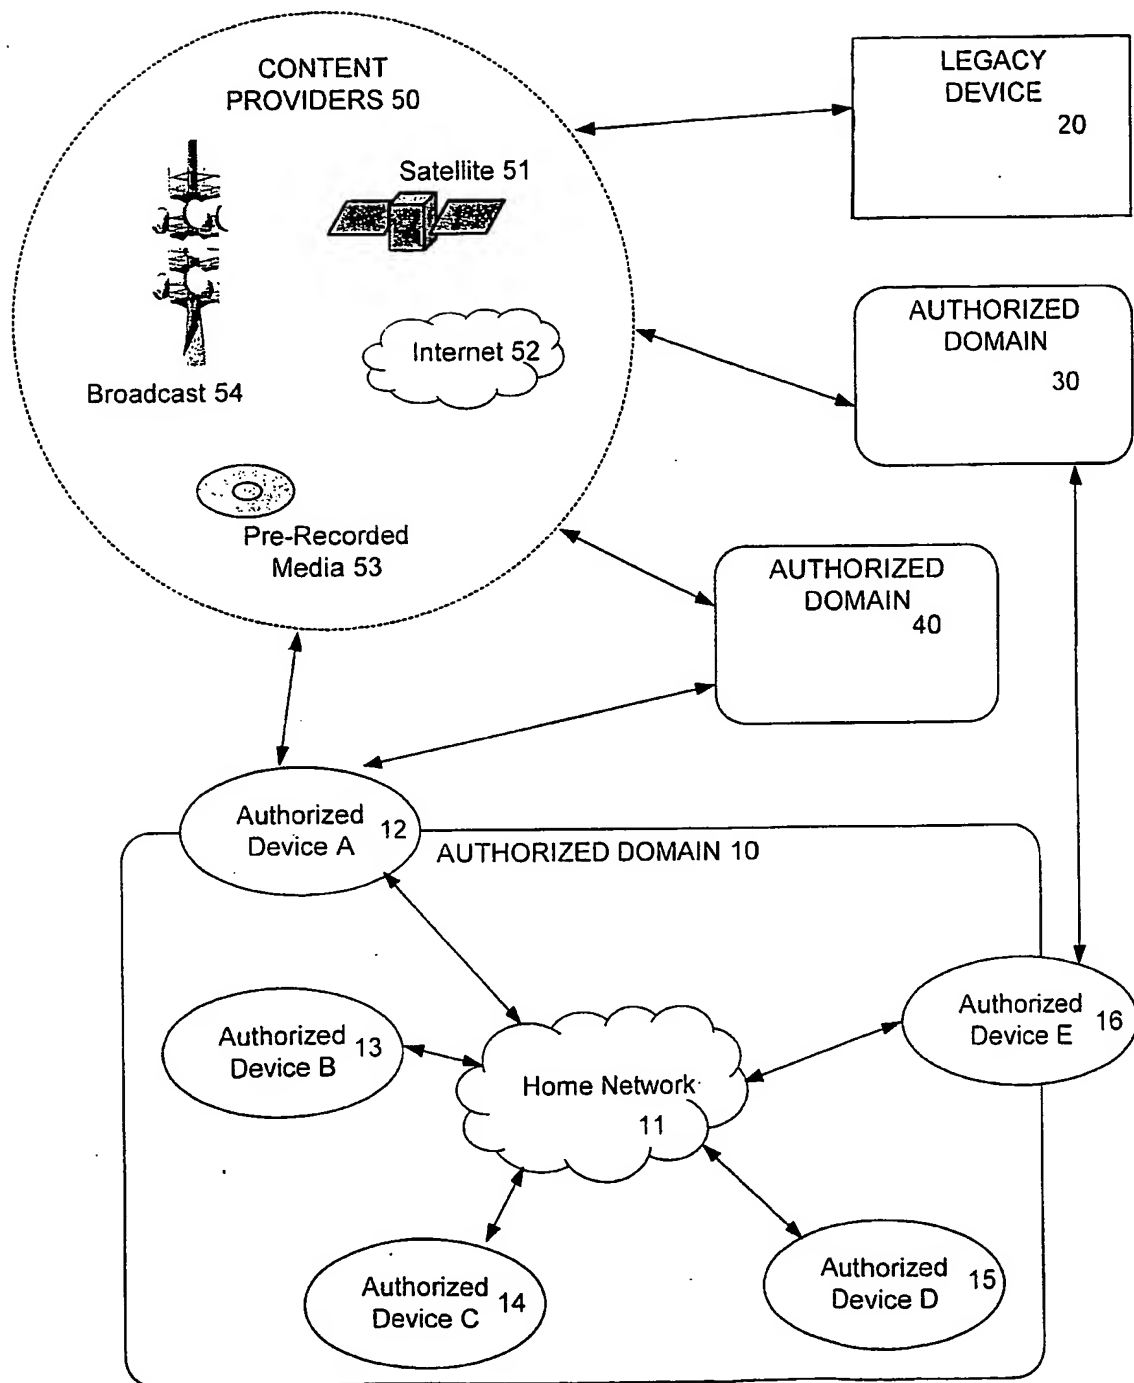 CONTENT
PROVIDERS 50
Satellite 51
Internet 52
Broadcast 54
Pre-Recorded
Media 53
LEGACY
DEVICE
20
AUTHORIZED
DOMAIN
30
AUTHORIZED
DOMAIN
40
Authorized
Device A
12
AUTHORIZED DOMAIN 10
Authorized
Device B
13
Home Network
11
Authorized
Device E
16
Authorized
Device C
14
Authorized
Device D
15